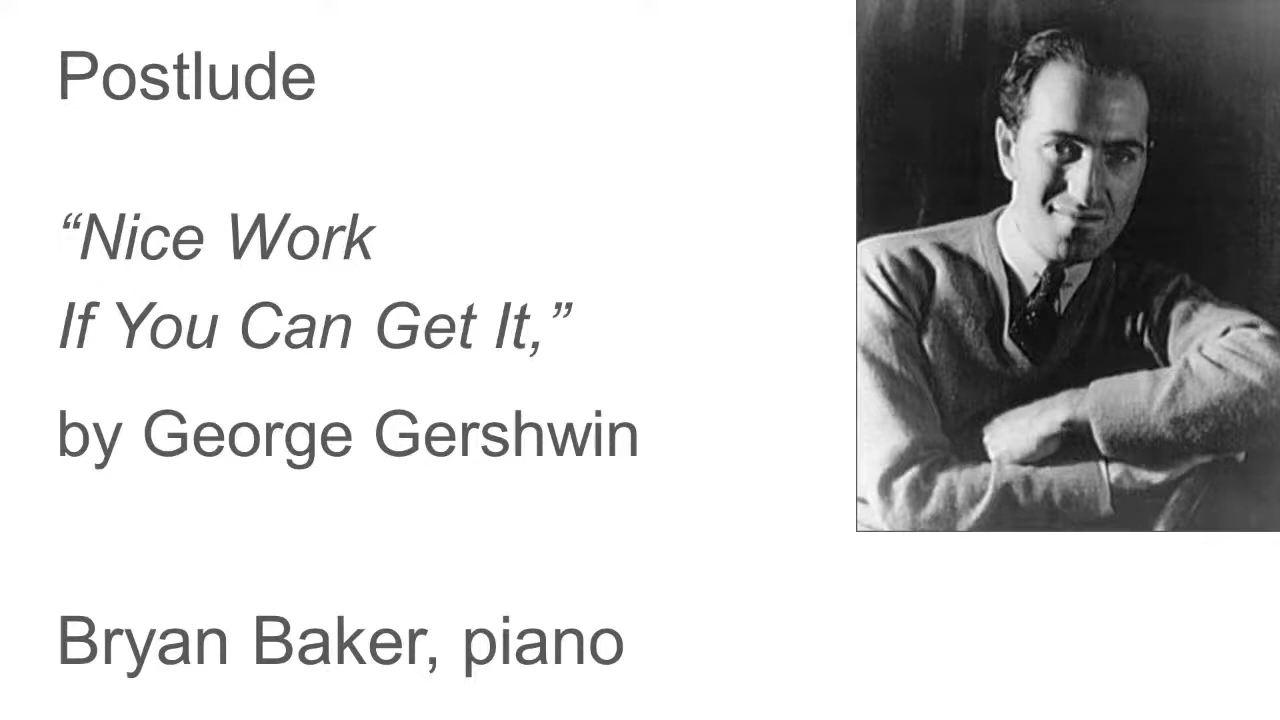 Postlude
“Nice Work
If You Can Get It,”
by George Gershwin
Bryan Baker, piano